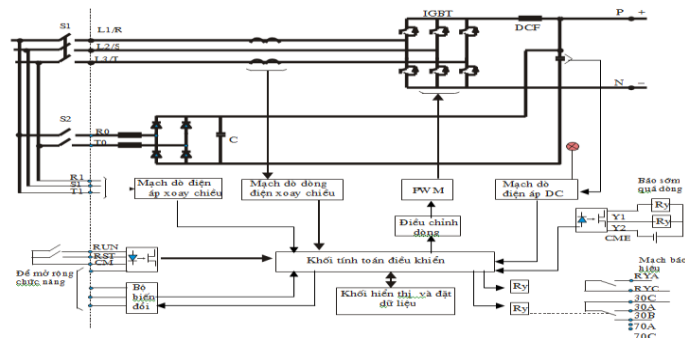 S1
L1/R
L2/S
L3/T
IGBT
DCF
P +
N -
S2
R0
T0
C
R1
S1
T1
Mạch dò điện áp xoay chiều
Mạch dò dòng điện xoay chiều
PWM
Mạch dò điện áp DC
Báo sớm quá dòng
Ry
Y1
Ry
Y2
CME
Điều chỉnh dòng
RUN
RST
CM
Khối tính toán điều khiển
Để mở rộng chức năng
Bộ biến đổi
Khối hiển thị và đặt dữ liệu
Ry
Ry
Mạch báo hiệu
RYA
RYC
30C
30A
30B
70A
70C